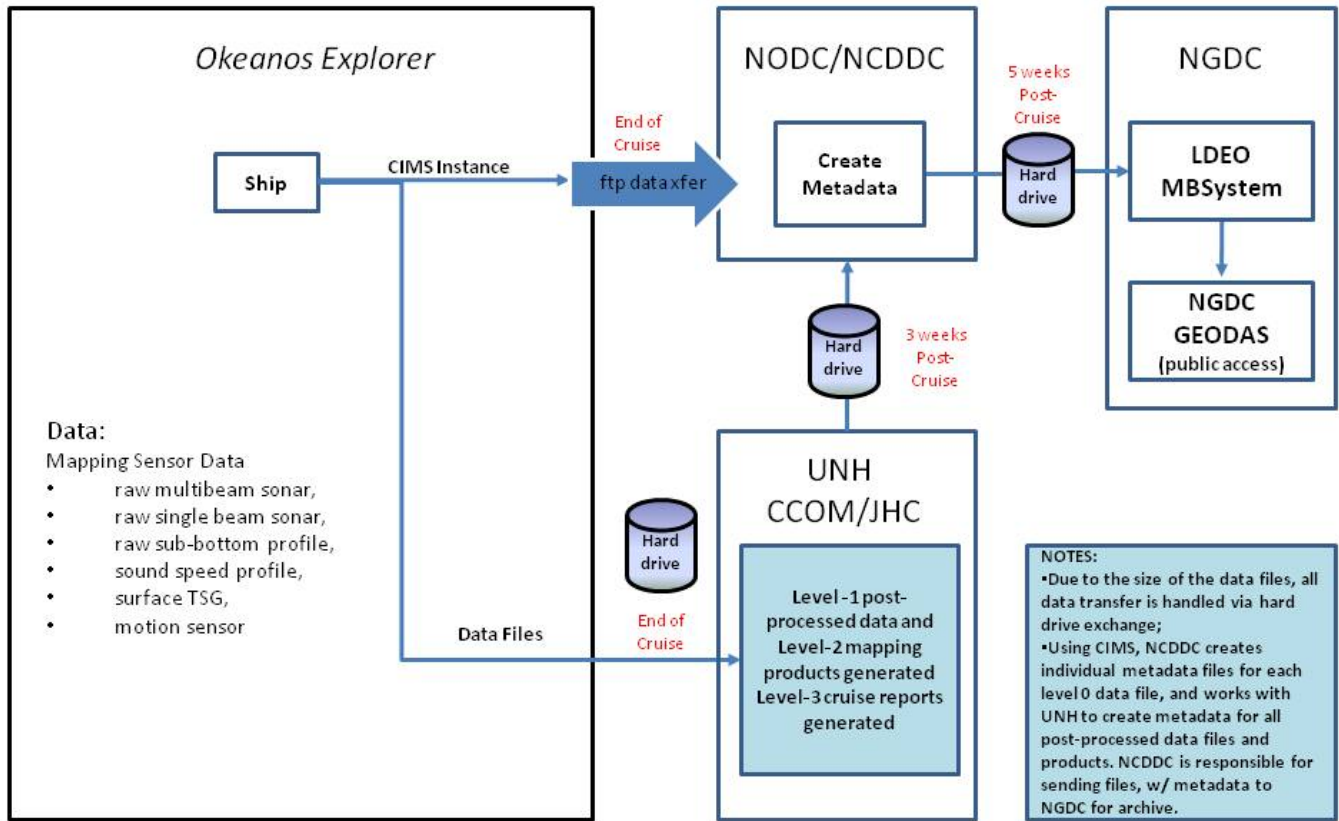 Okeanos Explorer
Ship
CIMS Instance
End of
Cruise
ftp data xfer
Data:
Mapping Sensor Data
• raw multibeam sonar,
• raw single beam sonar,
• raw sub-bottom profile,
• sound speed profile,
• surface TSG,
• motion sensor
Data Files
Hard
drive
End of
Cruise
NODC/NCDDC
Create
Metadata
5 weeks
Post-
Cruise
Hard
drive
NGDC
LDEO
MBSystem
NGDC
GEODAS
(public access)
Hard
drive
3 weeks
Post-
Cruise
UNH
CCOM/JHC
Level -1 post-
processed data and
Level-2 mapping
products generated
Level-3 cruise reports
generated
NOTES:
▪Due to the size of the data files, all
data transfer is handled via hard
drive exchange;
▪Using CIMS, NCDDC creates
individual metadata files for each
level 0 data file, and works with
UNH to create metadata for all
post-processed data files and
products. NCDDC is responsible for
sending files, w/ metadata to
NGDC for archive.